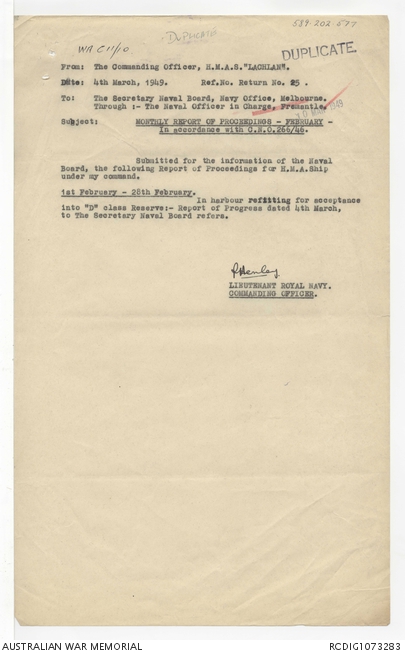 589-202-577
WA C11/10
DUPLICATE
DUPLICATE.
From: The Commanding Officer, H.M.A.S."LACHLAN".
Date: 4th March, 1949. Ref.No. Return No. 25 .
To: The Secretary Naval Board, Navy Office, Melbourne.
Through :- The Naval Officer in Charge, Fremantle.
MAR 1949
Subject: MONTHLY REPORT OF PROCEEDINGS - FEBRUARY -
In accordance with C.N.O.266/46.
Submitted for the information of the Naval
Board, the following Report of Proceedings for H.M.A.Ship
under my command.
1st February - 28th February.
In harbour refitting for acceptance
into "D" class Reserve:- Report of Progress dated 4th March,
to The Secretary Naval Board refers.
LIEUTENANT ROYAL NAVY.
COMMANDING OFFICER.
AUSTRALIAN WAR MEMORIAL
RCDIG1073283